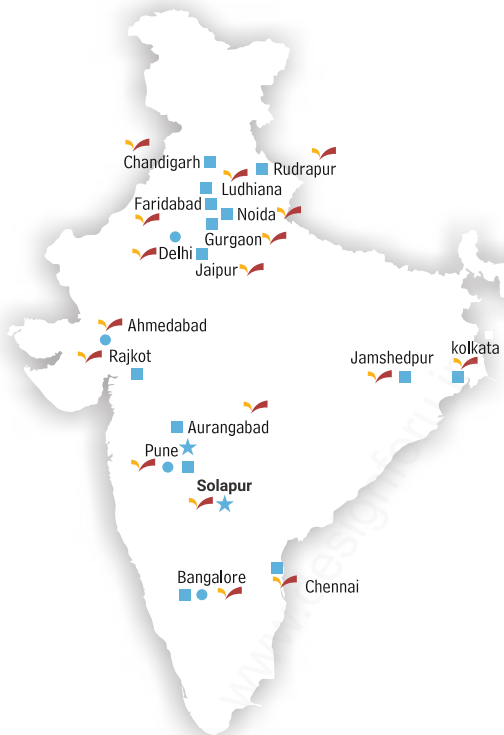 Chandigarh
Rudrapur
Ludhiana
Faridabad
Noida
Gurgaon
Delhi
Jaipur
Ahmedabad
Rajkot
Jamshedpur
kolkata
Aurangabad
Pune
Solapur
Bangalore
Chennai